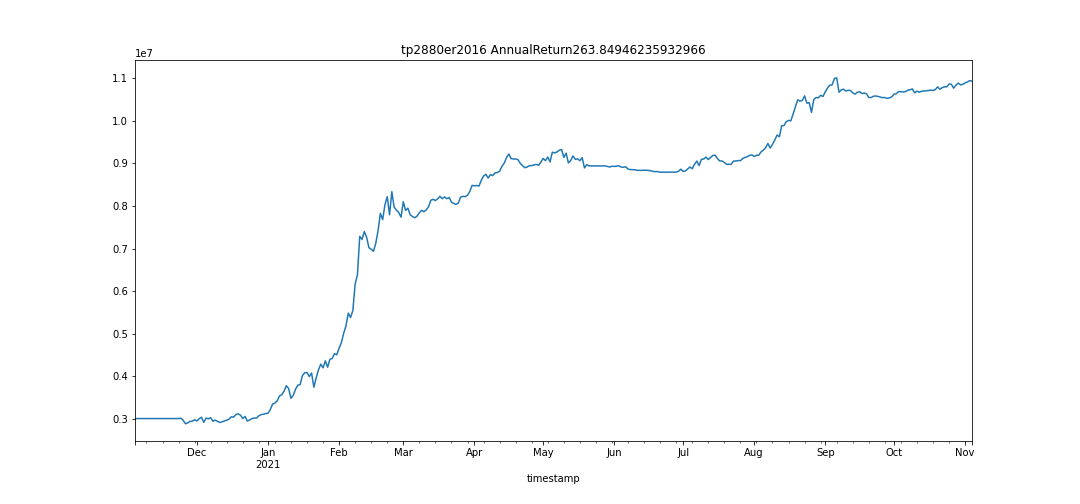 tp2880er2016 AnnualReturn263.84946235932966
1e7
1.1
1.0
0.9
0.8
0.7
0.6
0.5
0.4
0.3
Dec Jan Feb Mar Apr May Jun Jul Aug Sep Oct Nov
2021
timestamp